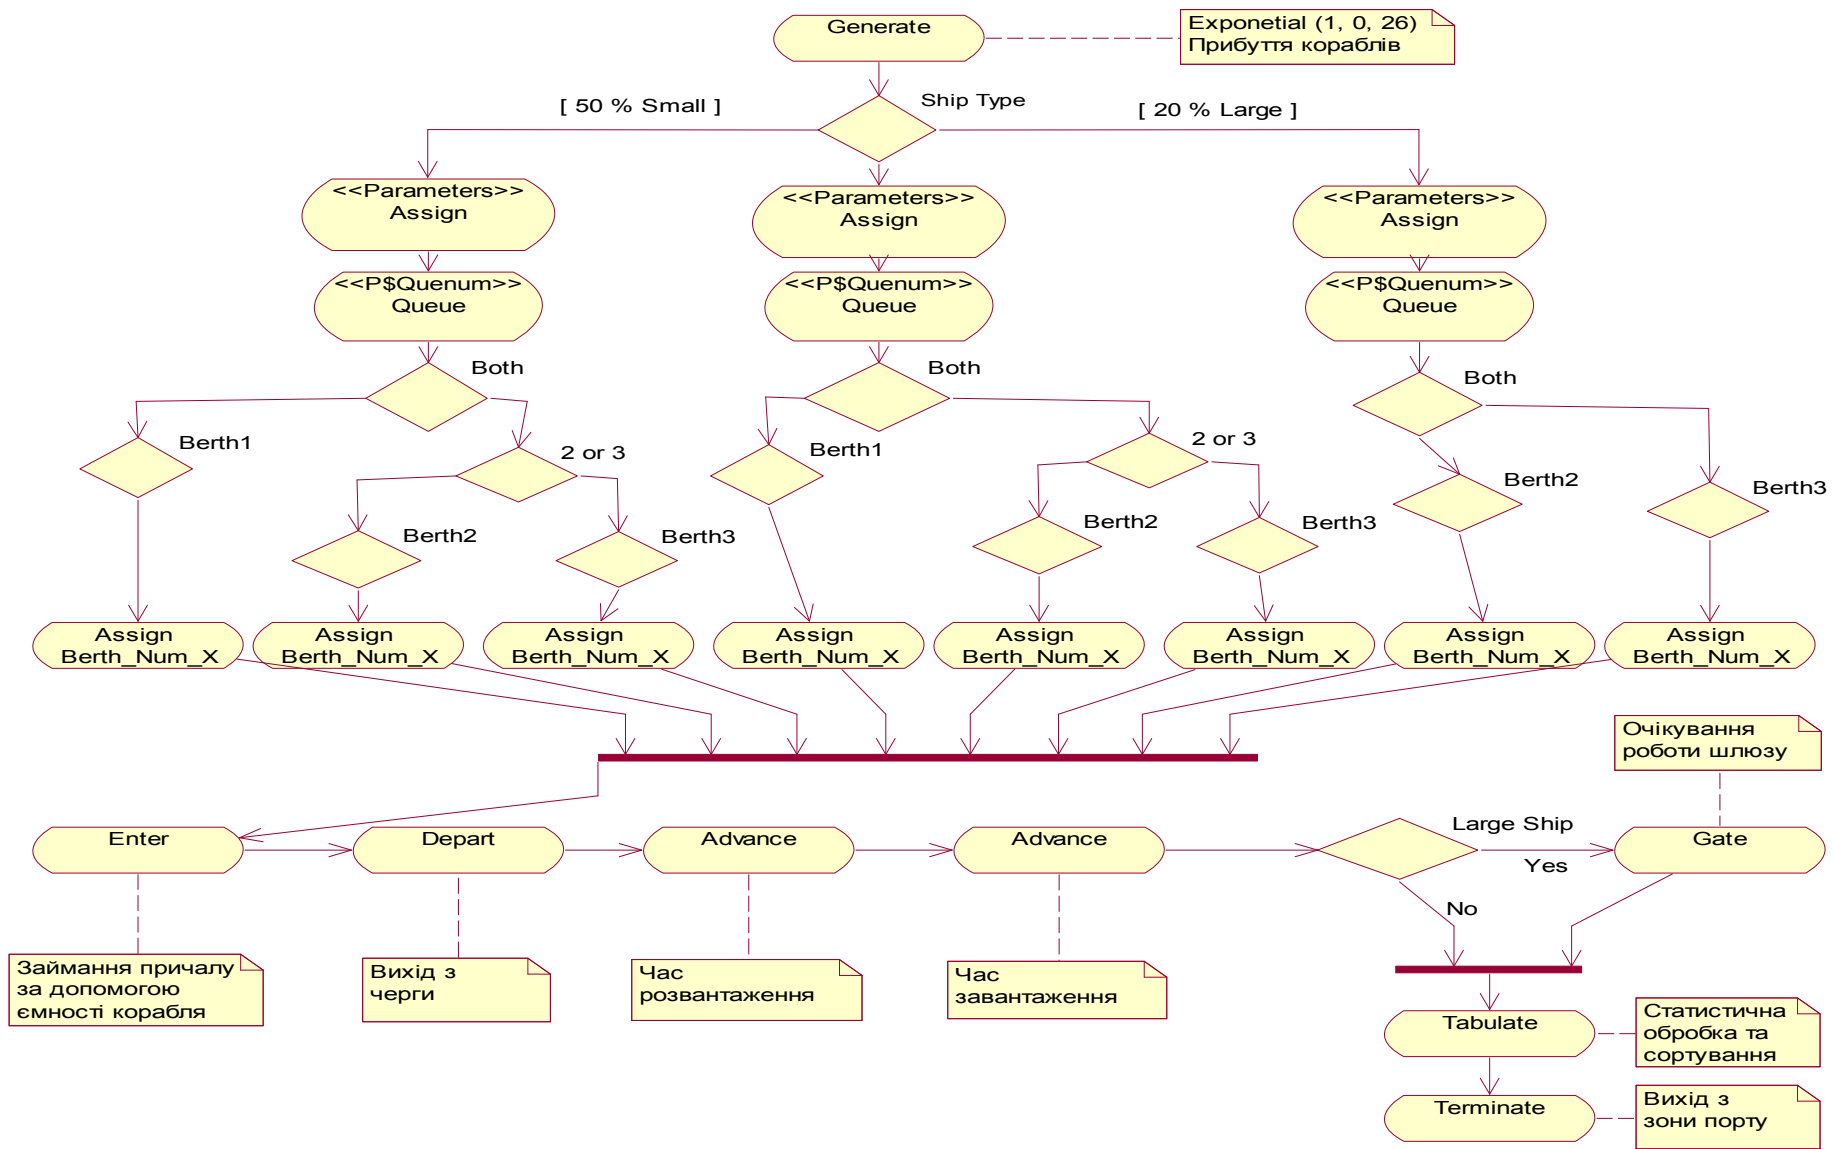 Generate
Exponetial (1, 0, 26)
Прибуття кораблів
Ship Type
[ 50 % Small ]
[ 20 % Large ]
<<Parameters>>
Assign
<<Parameters>>
Assign
<<Parameters>>
Assign
<<P$Quenum>>
Queue
<<P$Quenum>>
Queue
<<P$Quenum>>
Queue
Both
Both
Both
Berth1
2 or 3
Berth1
2 or 3
Berth2
Berth3
Berth2
Berth3
Berth2
Berth3
Assign
Berth_Num_X
Assign
Berth_Num_X
Assign
Berth_Num_X
Assign
Berth_Num_X
Assign
Berth_Num_X
Assign
Berth_Num_X
Assign
Berth_Num_X
Assign
Berth_Num_X
Очікування
роботи шлюзу
Enter
Depart
Advance
Advance
Large Ship
Yes
Gate
No
Займання причалу
за допомогою
ємності корабля
Вихід з
черги
Час
розвантаження
Час
завантаження
Tabulate
Статистична
обробка та
сортування
Terminate
Вихід з
зони порту